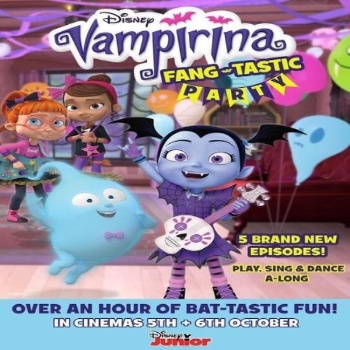 DISNEY
VAMPIRINA
FANG-TASTIC
PARTY
5 BRAND NEW
EPISODES!
PLAY, SING & DANCE
A-LONG
OVER AN HOUR OF BAT-TASTIC FUN!
IN CINEMAS 5TH + 6TH OCTOBER
DISNEY
JUNIOR